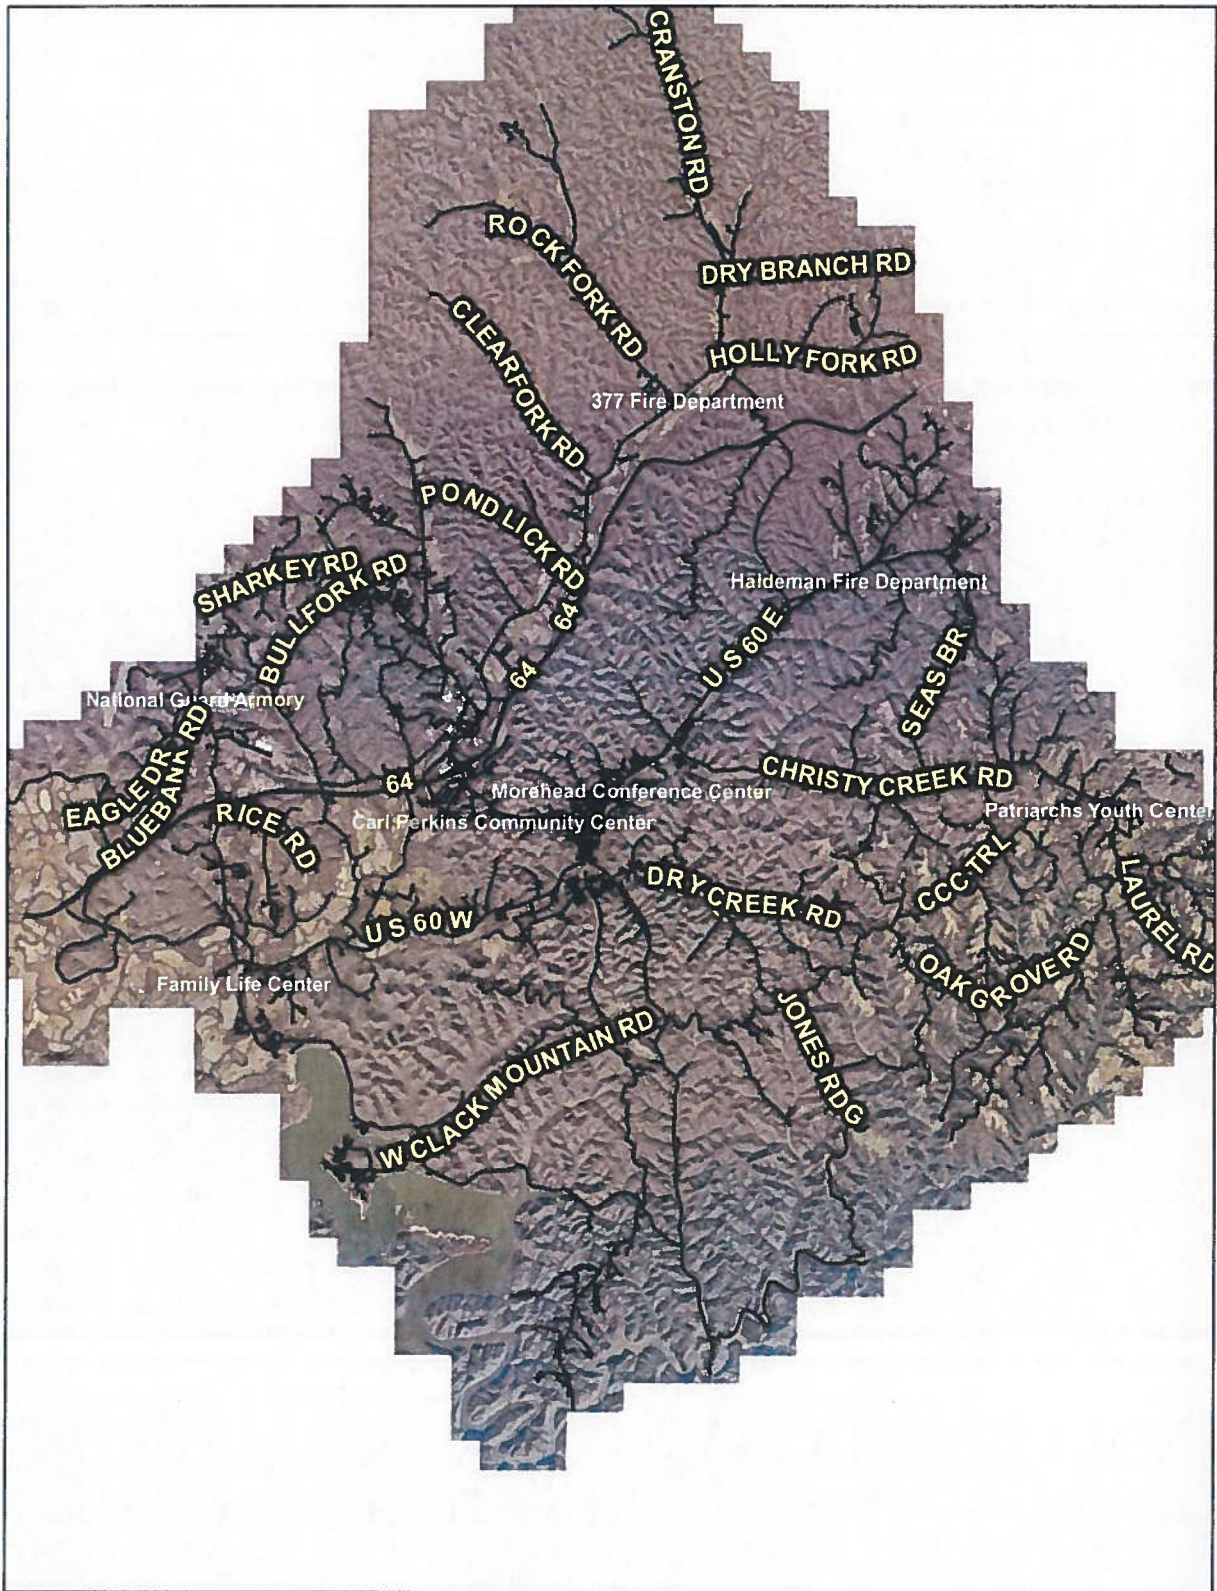 CRANSTON RD
ROCK FORK RD
DRY BRANCH RD
CLEARFORK RD
HOLLY FORK RD
377 Fire Department
POND LICK RD
SHARKEY RD
BULLFORK RD
Haldeman Fire Department
64
U S 60 E
SEAS BR
64
National Guard Armory
EAGLE DR
BLUEBANK RD
64
CHRISTY CREEK RD
Morehead Conference Center
RICE RD
Carl Perkins Community Center
Patriarchs Youth Center
CCC TRL
LAUREL RD
DRY CREEK RD
U S 60 W
OAK GROVE RD
Family Life Center
JONES RDG
W CLACK MOUNTAIN RD